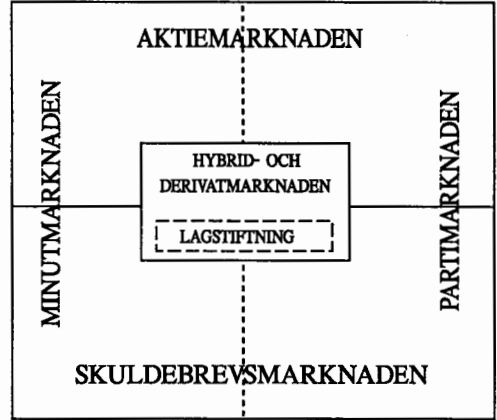 AKTIEMARKNADEN
MINUTMARKNADEN
HYBRID- OCH
DERIVATMARKNADEN
LAGSTIFTNING
PARTIMARKNADEN
SKULDEBREVSMARKNADEN